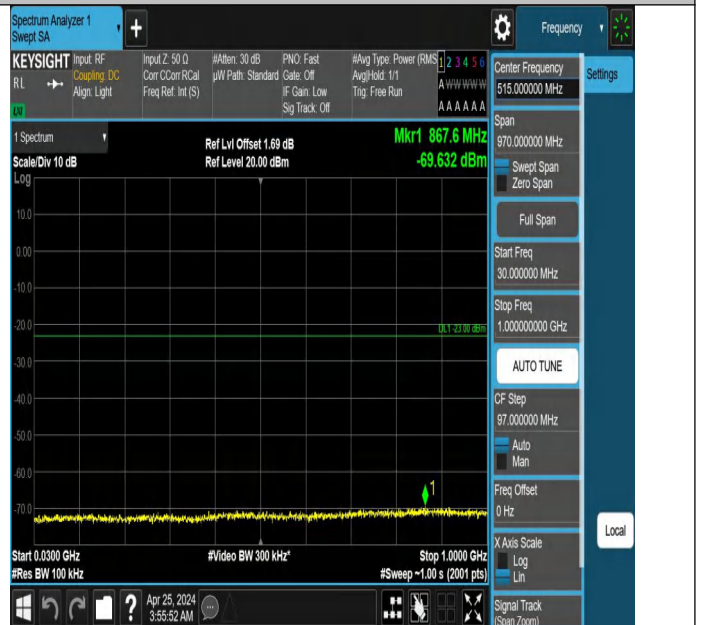 Spectrum Analyzer 1
Swept SA
+
Frequency
KEYSIGHT
RL
LXI
Input: RF
Coupling: DC
Align: Light
Input Z: 50 Ω
Corr CCorr RCal
Freq Ref: Int (S)
#Atten: 30 dB
µW Path: Standard
PNO: Fast
Gate: Off
IF Gain: Low
Sig Track: Off
#Avg Type: Power (RMS
Avg|Hold: 1/1
Trig: Free Run
1 2 3 4 5 6
A W W W W W
A A A A A A
1 Spectrum
Scale/Div 10 dB
Ref Lvl Offset 1.69 dB
Ref Level 20.00 dBm
Mkr1 867.6 MHz
-69.632 dBm
Log
10.0
0.00
-10.0
-20.0
DL1 -23.00 dBm
-30.0
-40.0
-50.0
-60.0
1
-70.0
Start 0.0300 GHz
#Res BW 100 kHz
#Video BW 300 kHz*
Stop 1.0000 GHz
#Sweep ~1.00 s (2001 pts)
Center Frequency
515.000000 MHz
Settings
Span
970.000000 MHz
Swept Span
Zero Span
Full Span
Start Freq
30.000000 MHz
Stop Freq
1.000000000 GHz
AUTO TUNE
CF Step
97.000000 MHz
Auto
Man
Freq Offset
0 Hz
X Axis Scale
Log
Lin
Local
Signal Track
(Span Zoom)
?
Apr 25, 2024
3:55:52 AM